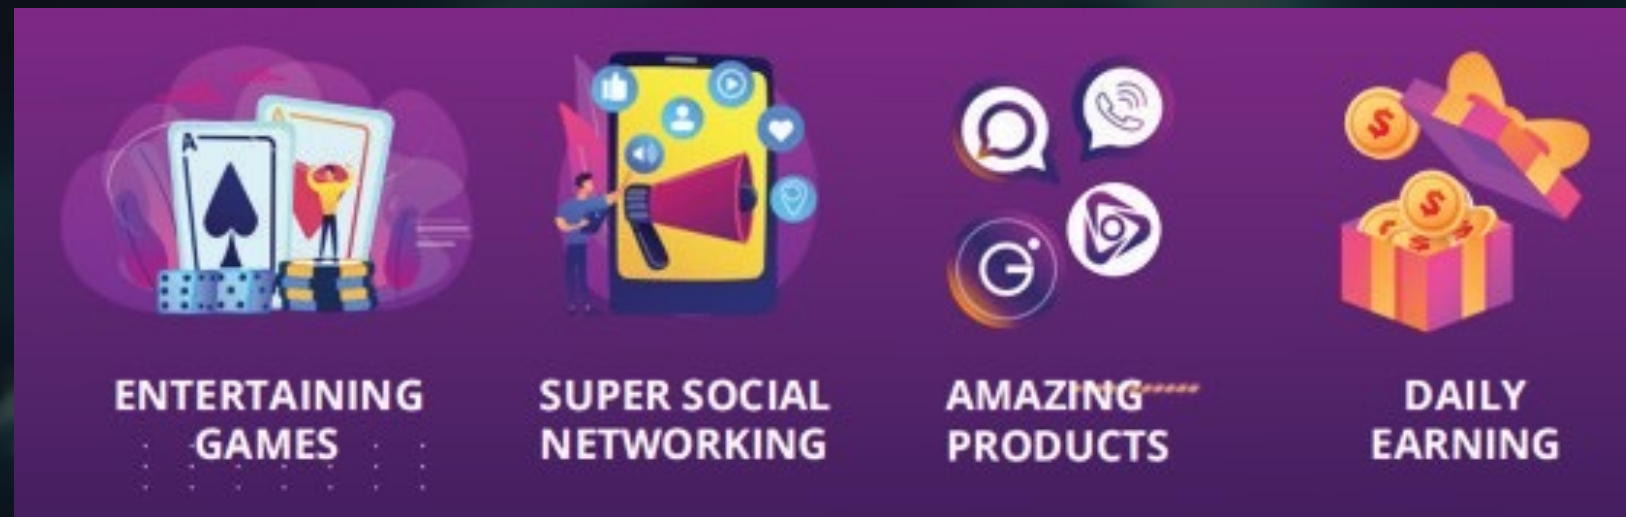 A
A
ENTERTAINING
GAMES
SUPER SOCIAL
NETWORKING
AMAZING
PRODUCTS
$
$
DAILY
EARNING